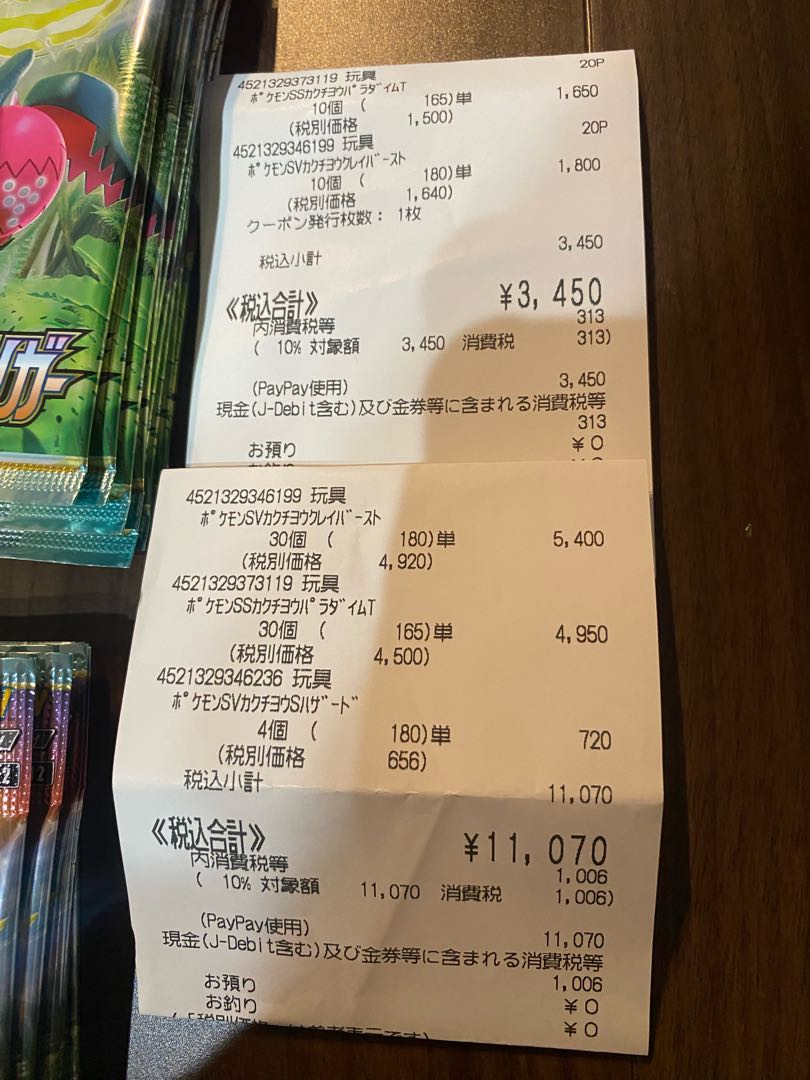 20P
4521329373119 玩具
ﾎﾟｹﾓﾝSSｶｸﾁﾖｳﾊﾟﾗﾀﾞｲﾑT
10個 ( 165)単 1,650
(税別価格 1,500)
20P
4521329346199 玩具
ﾎﾟｹﾓﾝSVｶｸﾁﾖｳｸﾚｲﾊﾞｰｽﾄ
10個 ( 180)単 1,800
(税別価格 1,640)
クーポン発行枚数： 1枚
税込小計 3,450
《税込合計》 ¥3,450
内消費税等 313
( 10% 対象額 3,450 消費税 313)
(PayPay使用) 3,450
現金(J-Debit含む)及び金券等に含まれる消費税等
313
お預り ¥0
4521329346199 玩具
ﾎﾟｹﾓﾝSVｶｸﾁﾖｳｸﾚｲﾊﾞｰｽﾄ
30個 ( 180)単 5,400
(税別価格 4,920)
4521329373119 玩具
ﾎﾟｹﾓﾝSSｶｸﾁﾖｳﾊﾟﾗﾀﾞｲﾑT
30個 ( 165)単 4,950
(税別価格 4,500)
4521329346236 玩具
ﾎﾟｹﾓﾝSVｶｸﾁﾖｳSﾊｻﾞｰﾄﾞ
4個 ( 180)単 720
(税別価格 656)
税込小計 11,070
《税込合計》 ¥11,070
内消費税等 1,006
( 10% 対象額 11,070 消費税 1,006)
(PayPay使用) 11,070
現金(J-Debit含む)及び金券等に含まれる消費税等
1,006
お預り ¥0
お釣り ¥0